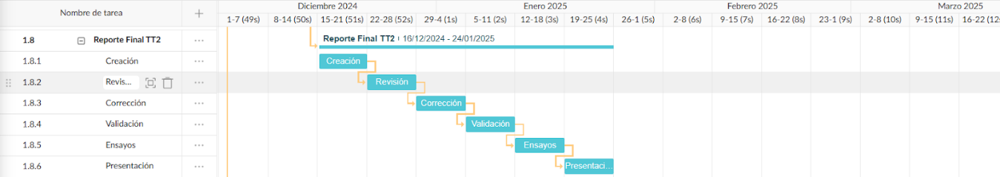 Nombre de tarea
Diciembre 2024 Enero 2025 Febrero 2025 Marzo 2025
1-7 (49s) 8-14 (50s) 15-21 (51s) 22-28 (52s) 29-4 (1s) 5-11 (2s) 12-18 (3s) 19-25 (4s) 26-1 (5s) 2-8 (6s) 9-15 (7s) 16-22 (8s) 23-1 (9s) 2-8 (10s) 9-15 (11s) 16-22 (12s
1.8 Reporte Final TT2 Reporte Final TT2 16/12/2024 - 24/01/2025
1.8.1 Creación Creación
1.8.2 Revis... Revisión
1.8.3 Corrección Corrección
1.8.4 Validación Validación
1.8.5 Ensayos Ensayos
1.8.6 Presentación Presentaci...